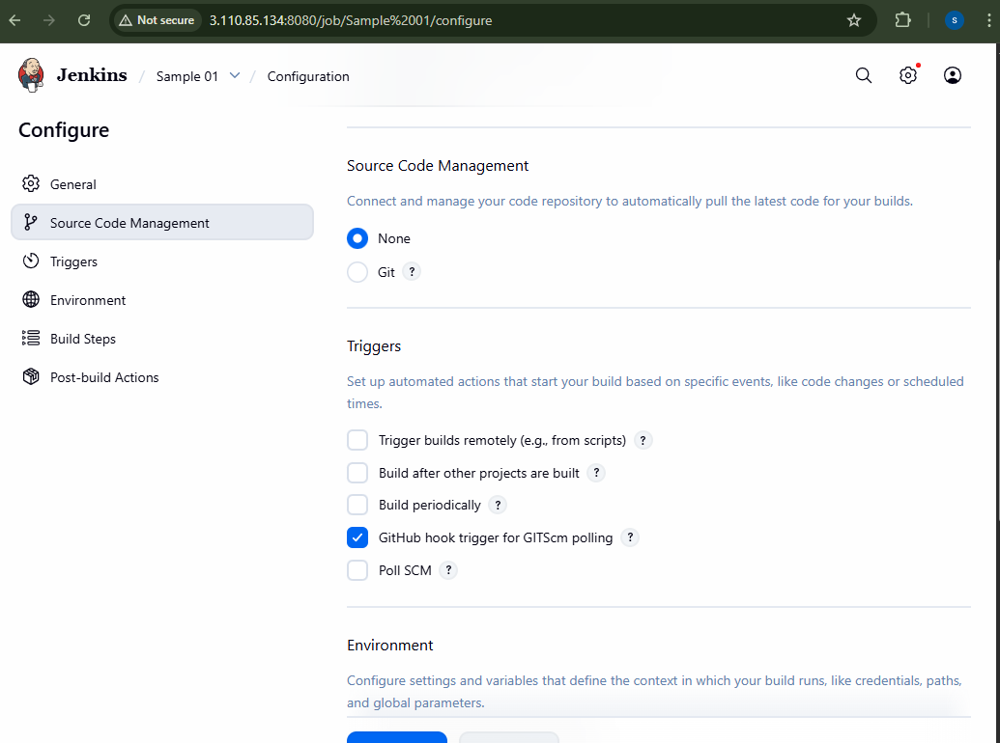 Not secure 3.110.85.134:8080/job/Sample%2001/configure S
Jenkins / Sample 01 / Configuration
Configure
General
Source Code Management
Triggers
Environment
Build Steps
Post-build Actions
Source Code Management
Connect and manage your code repository to automatically pull the latest code for your builds.
None
Git ?
Triggers
Set up automated actions that start your build based on specific events, like code changes or scheduled
times.
Trigger builds remotely (e.g., from scripts) ?
Build after other projects are built ?
Build periodically ?
GitHub hook trigger for GITScm polling ?
Poll SCM ?
Environment
Configure settings and variables that define the context in which your build runs, like credentials, paths,
and global parameters.